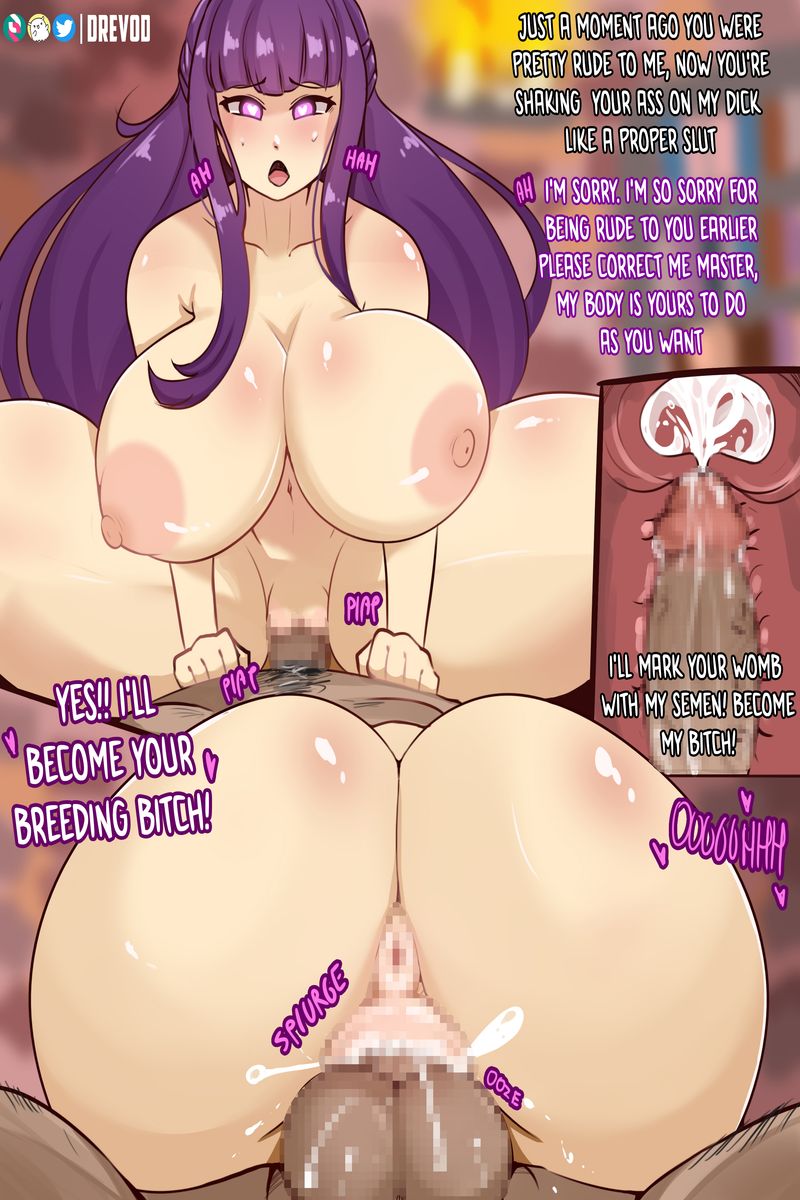 | DREVOD
JUST A MOMENT AGO YOU WERE
PRETTY RUDE TO ME, NOW YOU'RE
SHAKING YOUR ASS ON MY DICK
LIKE A PROPER SLUT
AH
HAH
AH
I'M SORRY. I'M SO SORRY FOR
BEING RUDE TO YOU EARLIER
PLEASE CORRECT ME MASTER,
MY BODY IS YOURS TO DO
AS YOU WANT
PLAP
PLAP
I'LL MARK YOUR WOMB
WITH MY SEMEN! BECOME
MY BITCH!
YES!! I'LL
BECOME YOUR
BREEDING BITCH!
OOOOOHHH
SPLURGE
OOZE